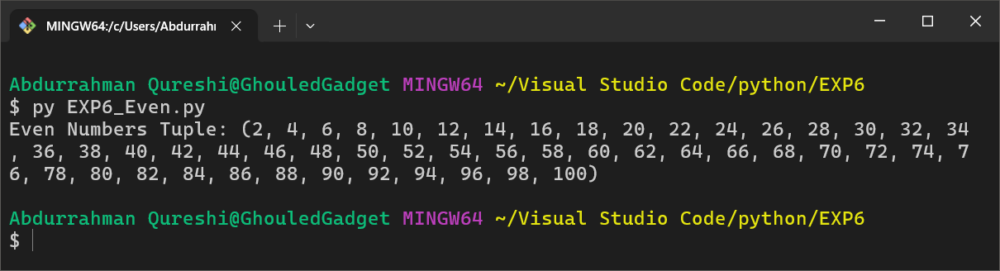 MINGW64:/c/Users/Abdurrahr
Abdurrahman Qureshi@GhouledGadget MINGW64 ~/Visual Studio Code/python/EXP6
$ py EXP6_Even.py
Even Numbers Tuple: (2, 4, 6, 8, 10, 12, 14, 16, 18, 20, 22, 24, 26, 28, 30, 32, 34
, 36, 38, 40, 42, 44, 46, 48, 50, 52, 54, 56, 58, 60, 62, 64, 66, 68, 70, 72, 74, 7
6, 78, 80, 82, 84, 86, 88, 90, 92, 94, 96, 98, 100)
Abdurrahman Qureshi@GhouledGadget MINGW64 ~/Visual Studio Code/python/EXP6
$